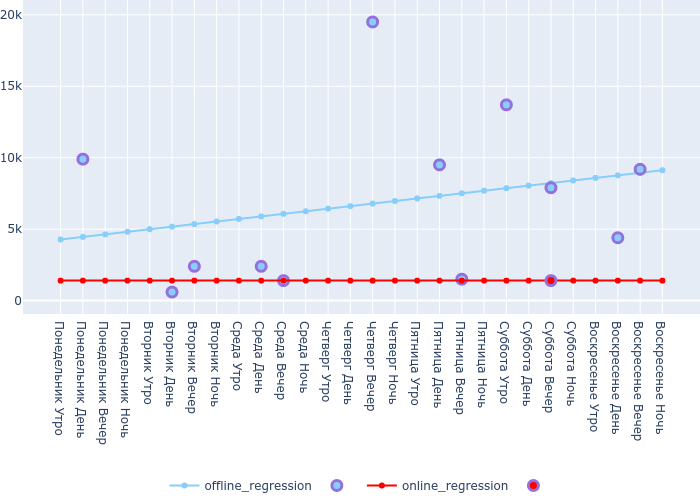 20k
15k
10k
5k
0
Понедельник Утро
Понедельник День
Понедельник Вечер
Понедельник Ночь
Вторник Утро
Вторник День
Вторник Вечер
Вторник Ночь
Среда Утро
Среда День
Среда Вечер
Среда Ночь
Четверг Утро
Четверг День
Четверг Вечер
Четверг Ночь
Пятница Утро
Пятница День
Пятница Вечер
Пятница Ночь
Суббота Утро
Суббота День
Суббота Вечер
Суббота Ночь
Воскресенье Утро
Воскресенье День
Воскресенье Вечер
Воскресенье Ночь
offline_regression
online_regression